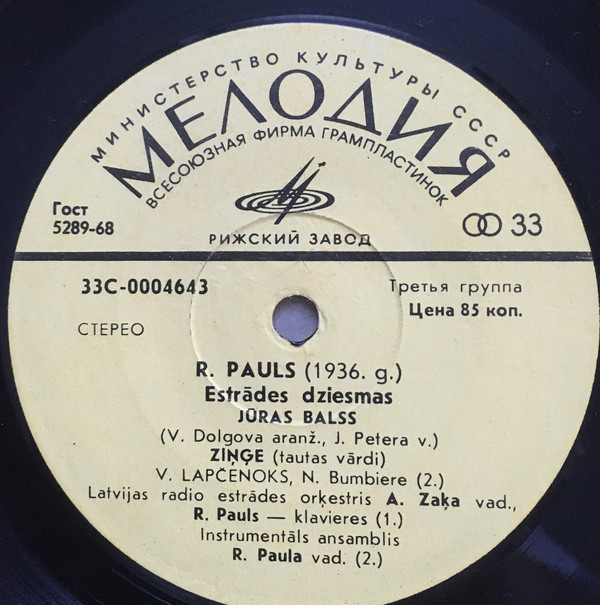 МИНИСТЕРСТВО КУЛЬТУРЫ СССР
МЕЛОДИЯ
ВСЕСОЮЗНАЯ ФИРМА ГРАМПЛАСТИНОК
Гост
5289-68
33
РИЖСКИЙ ЗАВОД
33С-0004643
Третья группа
СТЕРЕО
Цена 85 коп.
R. PAULS (1936. g.)
Estrādes dziesmas
JŪRAS BALSS
(V. Dolgova aranž., J. Petera v.)
ZIŅĢE (tautas vārdi)
V. LAPČENOKS, N. Bumbiere (2.)
Latvijas radio estrādes orķestris A. Zaķa vad.,
R. Pauls — klavieres (1.)
Instrumentāls ansamblis
R. Paula vad. (2.)